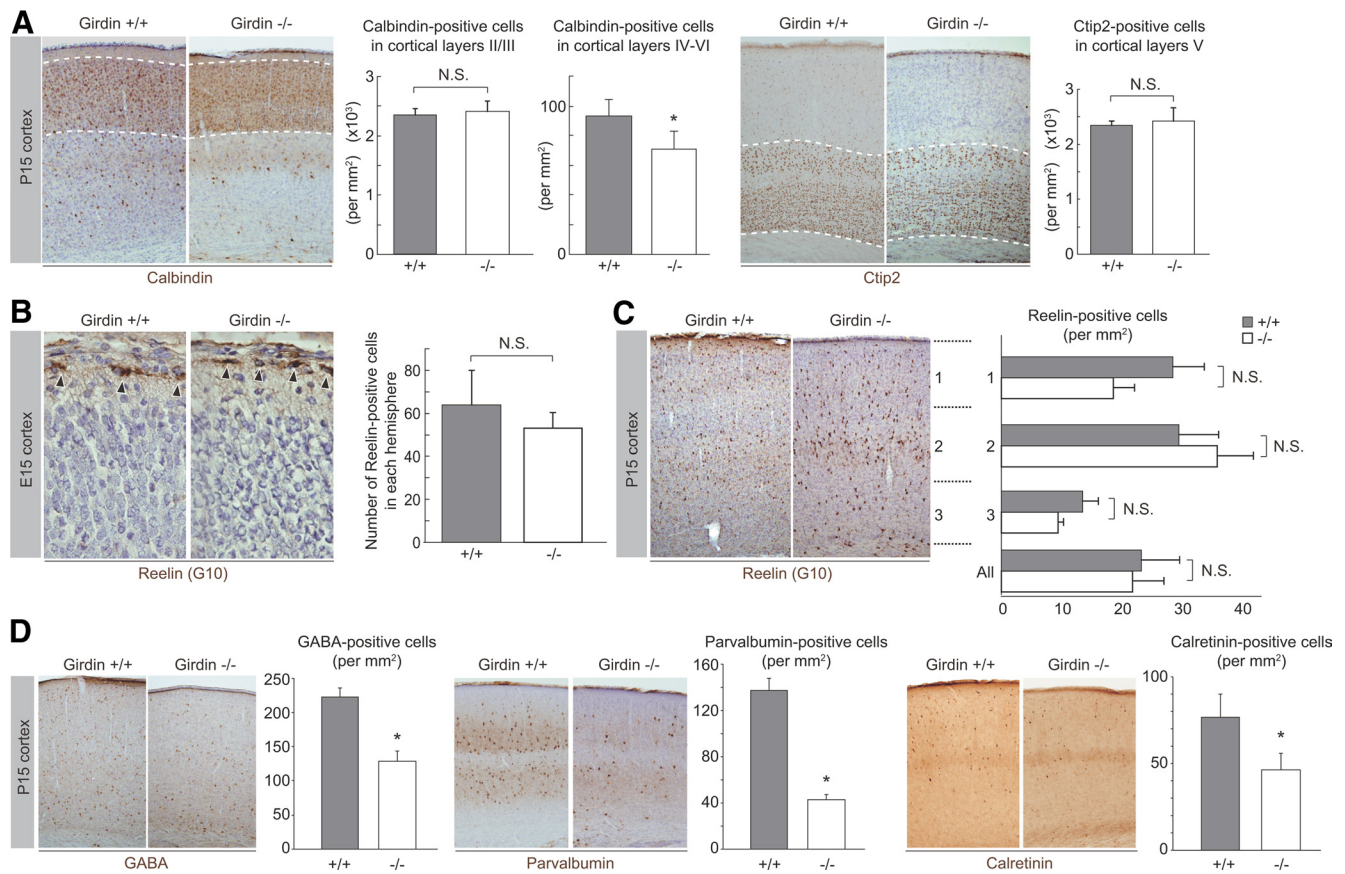 A
Girdin +/+
Girdin -/-
P15 cortex
Calbindin
Calbindin-positive cells
in cortical layers II/III
(per mm²) (x10³)
3
2
1
0
N.S.
+/+
-/-
Calbindin-positive cells
in cortical layers IV-VI
(per mm²)
100
0
*
+/+
-/-
Girdin +/+
Girdin -/-
Ctip2
Ctip2-positive cells
in cortical layers V
(per mm²) (x10³)
3
2
1
0
N.S.
+/+
-/-
B
Girdin +/+
Girdin -/-
E15 cortex
Reelin (G10)
Number of Reelin-positive cells
in each hemisphere
80
60
40
20
0
N.S.
+/+
-/-
C
Girdin +/+
Girdin -/-
P15 cortex
1
2
3
Reelin (G10)
Reelin-positive cells
(per mm²)
+/+
-/-
1
N.S.
2
N.S.
3
N.S.
All
N.S.
0 10 20 30 40
D
Girdin +/+
Girdin -/-
P15 cortex
GABA
GABA-positive cells
(per mm²)
250
200
150
100
50
0
*
+/+
-/-
Girdin +/+
Girdin -/-
Parvalbumin
Parvalbumin-positive cells
(per mm²)
160
120
80
40
0
*
+/+
-/-
Girdin +/+
Girdin -/-
Calretinin
Calretinin-positive cells
(per mm²)
100
50
0
*
+/+
-/-